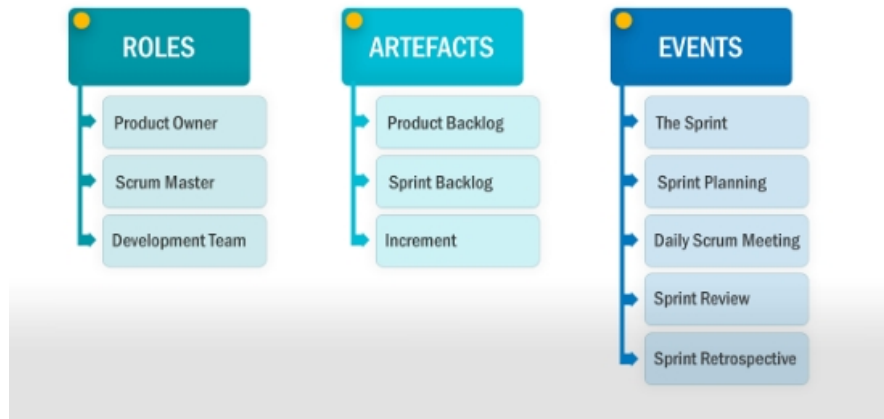 ROLES
Product Owner
Scrum Master
Development Team
ARTEFACTS
Product Backlog
Sprint Backlog
Increment
EVENTS
The Sprint
Sprint Planning
Daily Scrum Meeting
Sprint Review
Sprint Retrospective